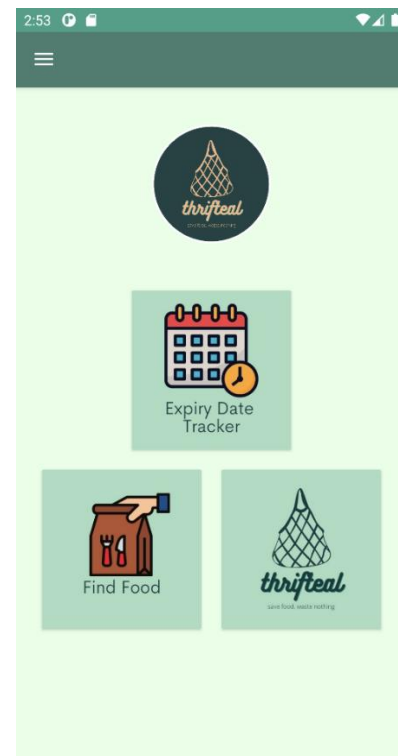 2:53
thrifteal
Expiry Date
Tracker
Find Food
thrifteal
save food, waste nothing